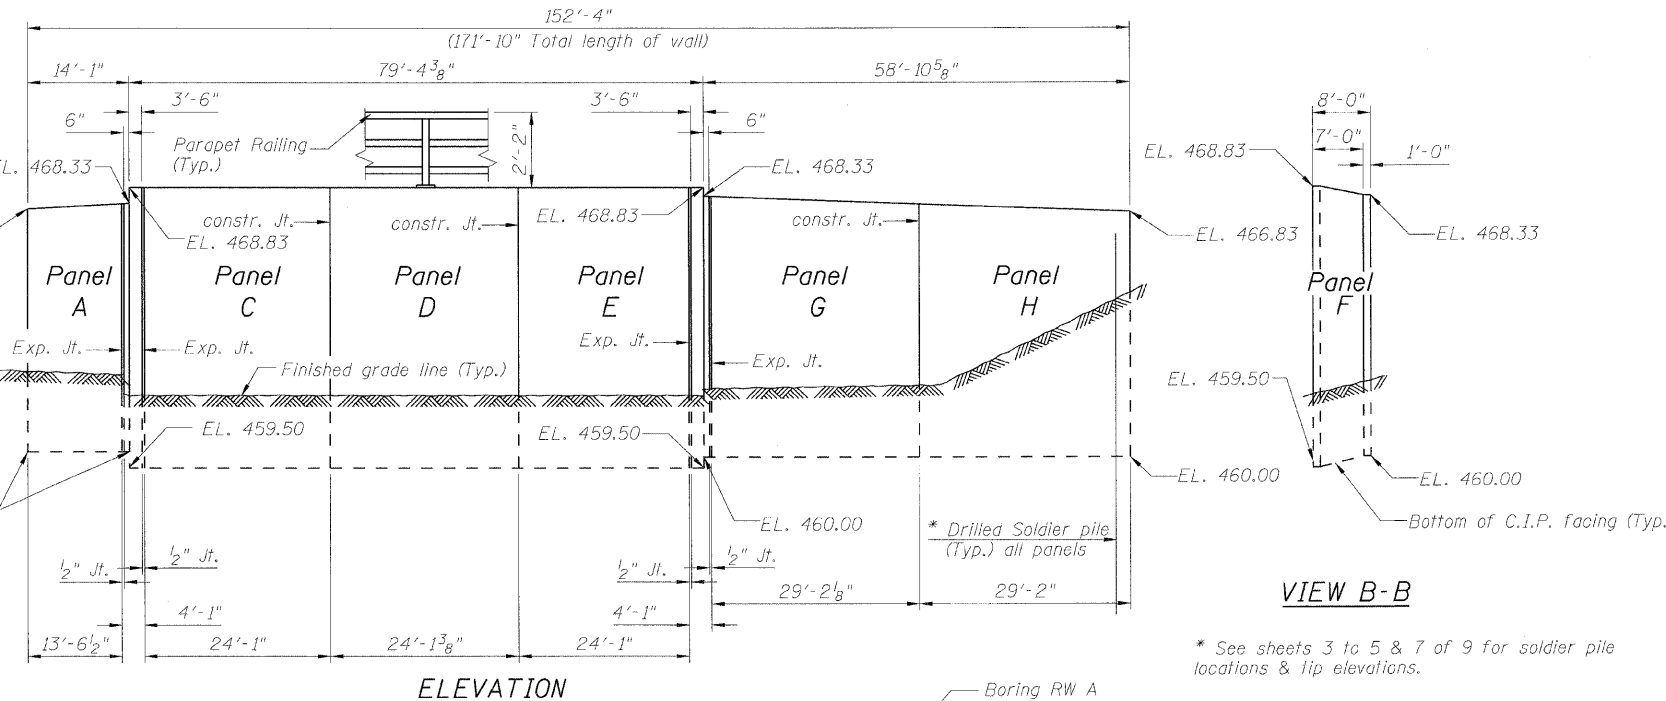 152'-4"
(171'-10" Total length of wall)
14'-1"
79'-4 3/8"
58'-10 5/8"
3'-6"
3'-6"
8'-0"
6"
6"
7'-0"
1'-0"
Parapet Railing
(Typ.)
2'-2"
EL. 468.33
EL. 468.33
EL. 468.83
constr. Jt.
constr. Jt.
EL. 468.83
constr. Jt.
EL. 468.83
EL. 466.83
EL. 468.33
Panel
A
Panel
C
Panel
D
Panel
E
Panel
G
Panel
H
Panel
F
Exp. Jt.
Exp. Jt.
Exp. Jt.
Exp. Jt.
Finished grade line (Typ.)
EL. 459.50
EL. 459.50
EL. 459.50
EL. 460.00
EL. 460.00
EL. 460.00
* Drilled Soldier pile
(Typ.) all panels
Bottom of C.I.P. facing (Typ.
1/2" Jt.
1/2" Jt.
1/2" Jt.
1/2" Jt.
29'-2 1/8"
29'-2"
VIEW B-B
4'-1"
4'-1"
13'-6 1/2"
24'-1"
24'-1 3/8"
24'-1"
* See sheets 3 to 5 & 7 of 9 for soldier pile
locations & tip elevations.
ELEVATION
Boring RW A